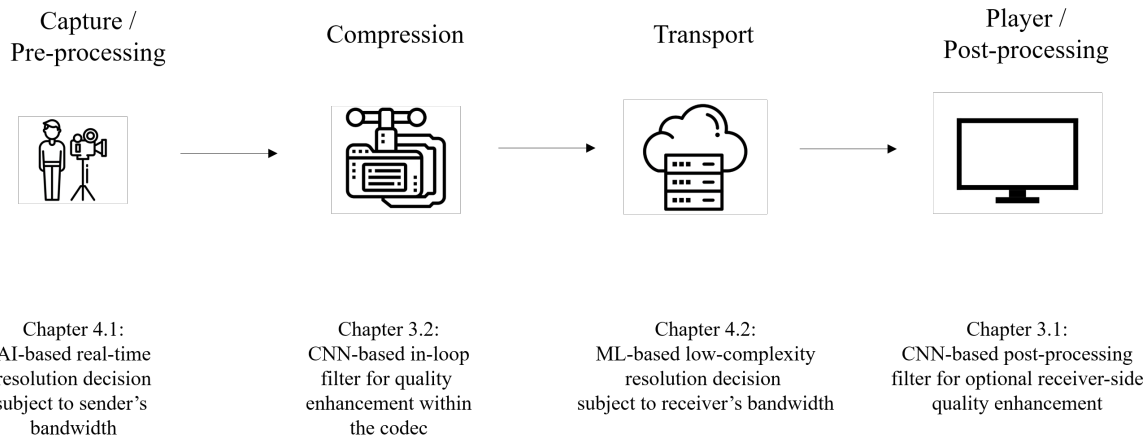 Capture /
Pre-processing
Compression
Transport
Player /
Post-processing
Chapter 4.1:
AI-based real-time
resolution decision
subject to sender’s
bandwidth
Chapter 3.2:
CNN-based in-loop
filter for quality
enhancement within
the codec
Chapter 4.2:
ML-based low-complexity
resolution decision
subject to receiver’s bandwidth
Chapter 3.1:
CNN-based post-processing
filter for optional receiver-side
quality enhancement